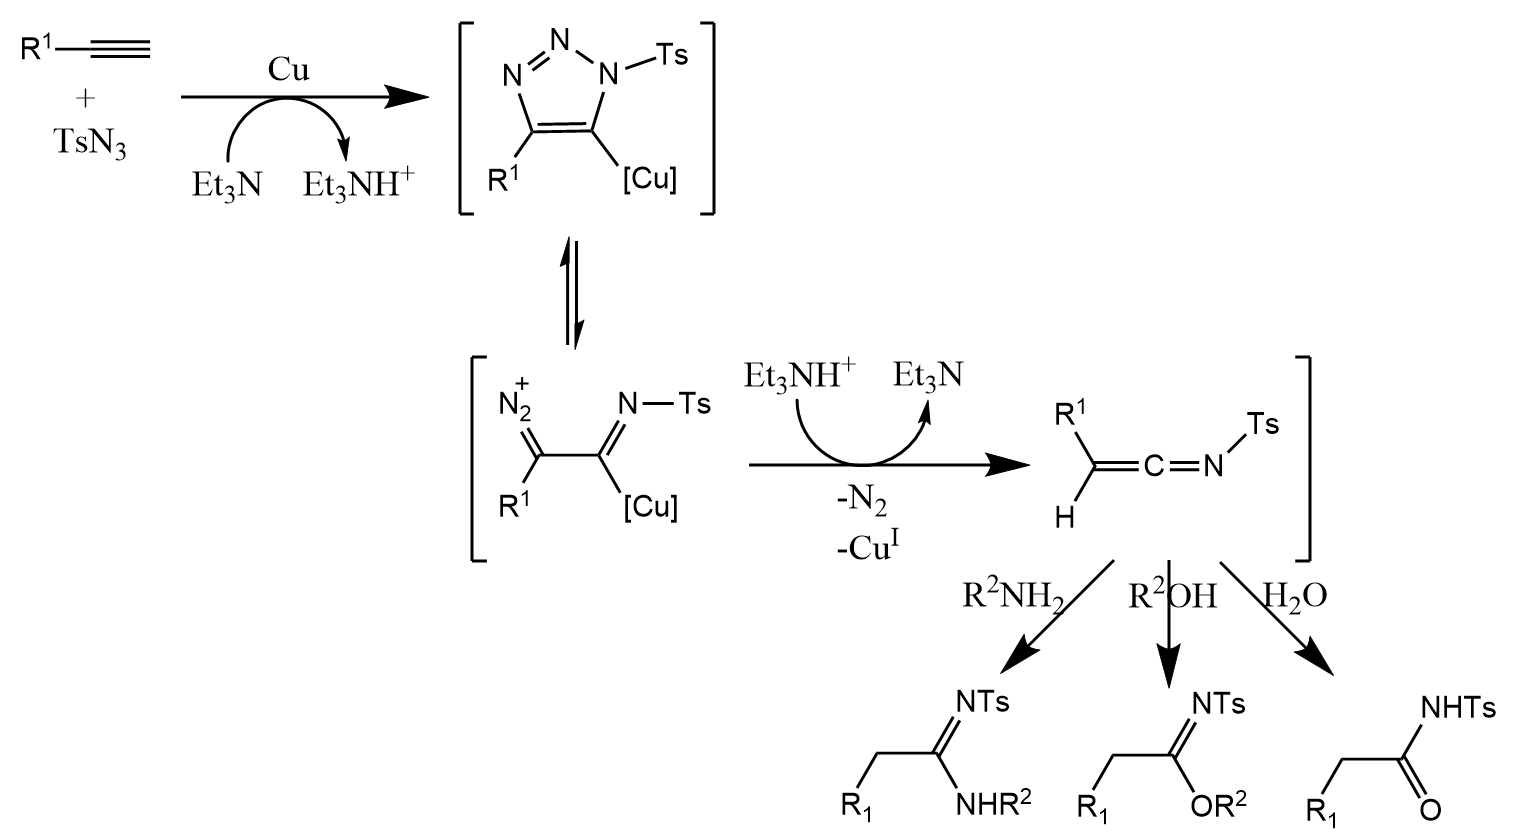 R¹
+
TsN₃
Cu
Et₃N
Et₃NH⁺
N
N
N
Ts
R¹
[Cu]
N₂⁺
N
Ts
R¹
[Cu]
Et₃NH⁺
Et₃N
-N₂
-Cuᴵ
R¹
H
C
N
Ts
R²NH₂
R²OH
H₂O
NTs
R₁
NHR²
NTs
R₁
OR²
NHTs
R₁
O